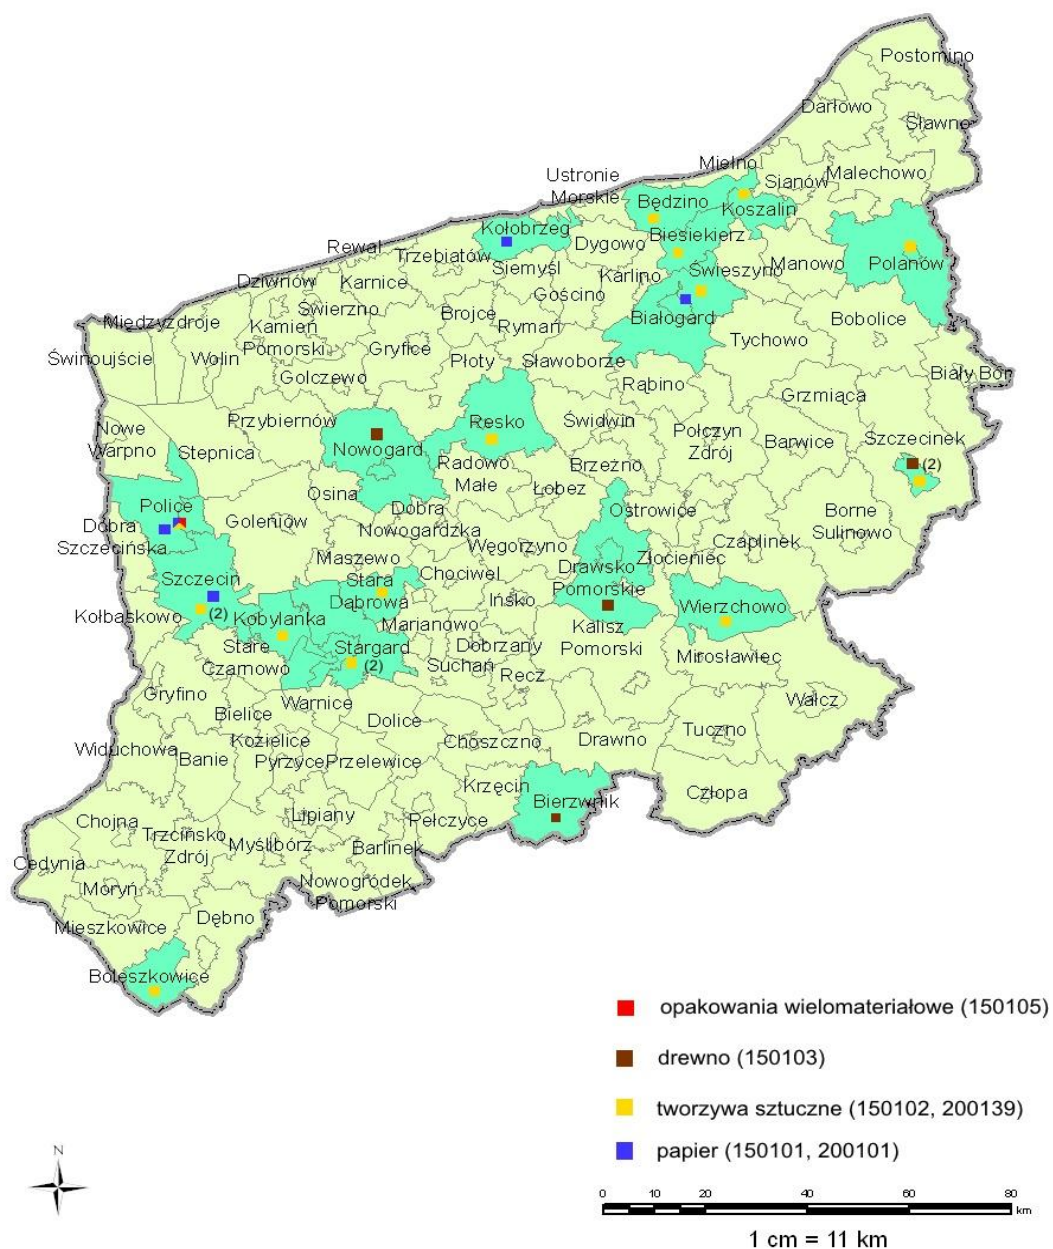 Postomino
Darłowo
Sławno
Mielno
Ustronie
Morskie
Sianów
Malechowo
Będzino
Koszalin
Kołobrzeg
Biesiekierz
Dygowo
Rewal
Trzebiatów
Siemyśl
Karlino
Świeszyno
Manowo
Polanów
Dziwnów
Karnice
Gościno
Świerzno
Brojce
Białogard
Bobolice
Międzyzdroje
Kamień
Pomorski
Rymań
Tychowo
Świnoujście
Wolin
Gryfice
Płoty
Sławoborze
Golczewo
Rąbino
Biały Bór
Grzmiąca
Nowe
Warpno
Przybiernów
Resko
Świdwin
Połczyn
Zdrój
Barwice
Szczecinek
Stepnica
Nowogard
Radowo
Małe
Brzeźno
(2)
Osina
Łobez
Police
Dobra
Nowogardzka
Ostrowice
Borne
Sulinowo
Dobra
Szczecińska
Goleniów
Węgorzyno
Złocieniec
Czaplinek
Maszewo
Chociwel
Drawsko
Pomorskie
Szczecin
Stara
Dąbrowa
Ińsko
Wierzchowo
Kołbaskowo
(2)
Kobylanka
Marianowo
Kalisz
Pomorski
Stare
Czarnowo
Stargard
(2)
Dobrzany
Suchań
Mirosławiec
Recz
Gryfino
Warnice
Wałcz
Bielice
Dolice
Tuczno
Widuchowa
Kozielice
Choszczno
Drawno
Banie
Pyrzyce
Przelewice
Krzęcin
Bierzwnik
Człopa
Chojna
Lipiany
Pełczyce
Trzcińsko
Zdrój
Myślibórz
Barlinek
Cedynia
Moryń
Nowogródek
Pomorski
Mieszkowice
Dębno
Boleszkowice
opakowania wielomateriałowe (150105)
drewno (150103)
tworzywa sztuczne (150102, 200139)
papier (150101, 200101)
N
0 10 20 40 60 80
km
1 cm = 11 km